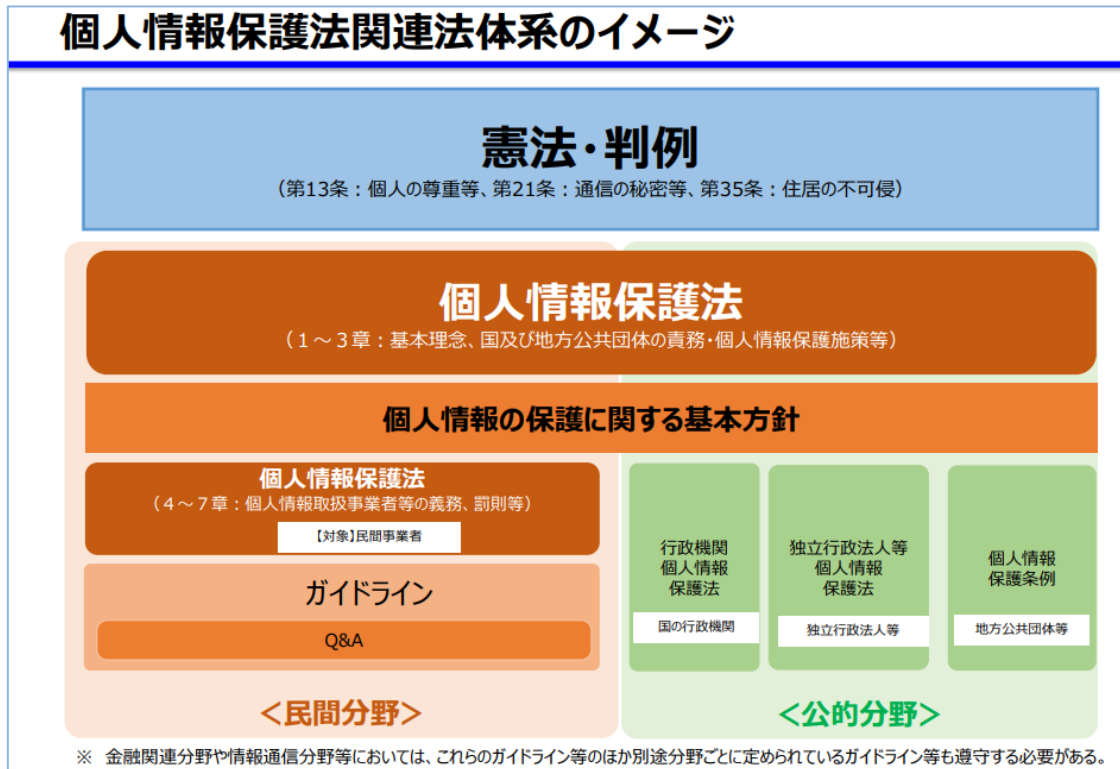 個人情報保護法関連法体系のイメージ
憲法・判例
（第13条：個人の尊重等、第21条：通信の秘密等、第35条：住居の不可侵）
個人情報保護法
（１～３章：基本理念、国及び地方公共団体の責務・個人情報保護施策等）
個人情報の保護に関する基本方針
個人情報保護法
（４～７章：個人情報取扱事業者等の義務、罰則等）
【対象】民間事業者
ガイドライン
Q&A
＜民間分野＞
行政機関
個人情報
保護法
国の行政機関
独立行政法人等
個人情報
保護法
独立行政法人等
個人情報
保護条例
地方公共団体等
＜公的分野＞
※ 金融関連分野や情報通信分野等においては、これらのガイドライン等のほか別途分野ごとに定められているガイドライン等も遵守する必要がある。